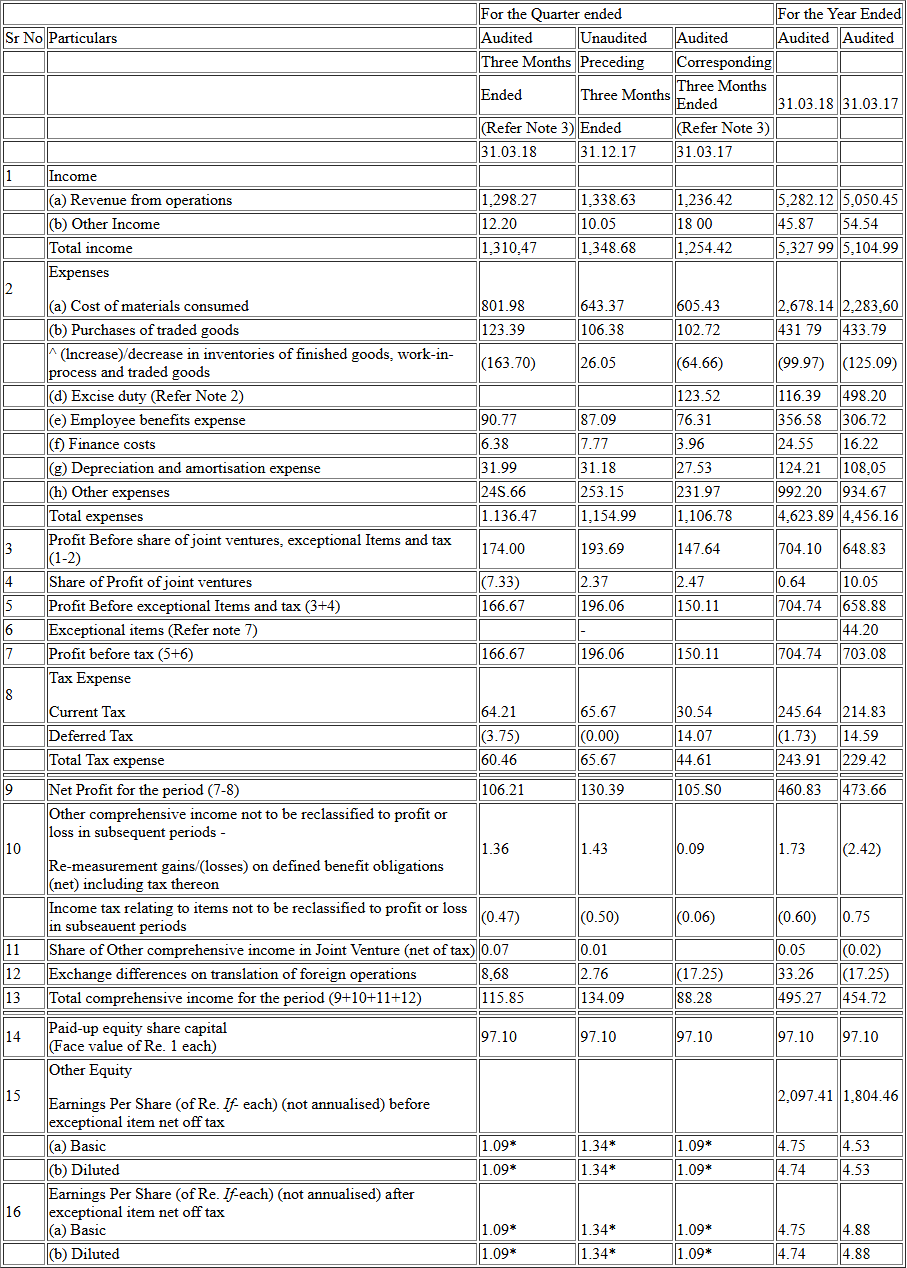 For the Quarter ended For the Year Ended
Sr No Particulars Audited Unaudited Audited Audited Audited
Three Months Preceding Corresponding
Ended Three Months Three Months Ended 31.03.18 31.03.17
(Refer Note 3) Ended (Refer Note 3)
31.03.18 31.12.17 31.03.17
1 Income
(a) Revenue from operations 1,298.27 1,338.63 1,236.42 5,282.12 5,050.45
(b) Other Income 12.20 10.05 18 00 45.87 54.54
Total income 1,310,47 1,348.68 1,254.42 5,327 99 5,104.99
2 Expenses
(a) Cost of materials consumed 801.98 643.37 605.43 2,678.14 2,283,60
(b) Purchases of traded goods 123.39 106.38 102.72 431 79 433.79
^ (lncrease)/decrease in inventories of finished goods, work-in-
process and traded goods (163.70) 26.05 (64.66) (99.97) (125.09)
(d) Excise duty (Refer Note 2) 123.52 116.39 498.20
(e) Employee benefits expense 90.77 87.09 76.31 356.58 306.72
(f) Finance costs 6.38 7.77 3.96 24.55 16.22
(g) Depreciation and amortisation expense 31.99 31.18 27.53 124.21 108,05
(h) Other expenses 24S.66 253.15 231.97 992.20 934.67
Total expenses 1.136.47 1,154.99 1,106.78 4,623.89 4,456.16
3 Profit Before share of joint ventures, exceptional Items and tax
(1-2) 174.00 193.69 147.64 704.10 648.83
4 Share of Profit of joint ventures (7.33) 2.37 2.47 0.64 10.05
5 Profit Before exceptional Items and tax (3+4) 166.67 196.06 150.11 704.74 658.88
6 Exceptional items (Refer note 7) - 44.20
7 Profit before tax (5+6) 166.67 196.06 150.11 704.74 703.08
8 Tax Expense
Current Tax 64.21 65.67 30.54 245.64 214.83
Deferred Tax (3.75) (0.00) 14.07 (1.73) 14.59
Total Tax expense 60.46 65.67 44.61 243.91 229.42
9 Net Profit for the period (7-8) 106.21 130.39 105.S0 460.83 473.66
10 Other comprehensive income not to be reclassified to profit or
loss in subsequent periods -
Re-measurement gains/(losses) on defined benefit obligations
(net) including tax thereon 1.36 1.43 0.09 1.73 (2.42)
Income tax relating to items not to be reclassified to profit or loss
in subseauent periods (0.47) (0.50) (0.06) (0.60) 0.75
11 Share of Other comprehensive income in Joint Venture (net of tax) 0.07 0.01 0.05 (0.02)
12 Exchange differences on translation of foreign operations 8,68 2.76 (17.25) 33.26 (17.25)
13 Total comprehensive income for the period (9+10+11+12) 115.85 134.09 88.28 495.27 454.72
14 Paid-up equity share capital
(Face value of Re. 1 each) 97.10 97.10 97.10 97.10 97.10
15 Other Equity 2,097.41 1,804.46
Earnings Per Share (of Re. If- each) (not annualised) before
exceptional item net off tax
(a) Basic 1.09* 1.34* 1.09* 4.75 4.53
(b) Diluted 1.09* 1.34* 1.09* 4.74 4.53
16 Earnings Per Share (of Re. If-each) (not annualised) after
exceptional item net off tax
(a) Basic 1.09* 1.34* 1.09* 4.75 4.88
(b) Diluted 1.09* 1.34* 1.09* 4.74 4.88